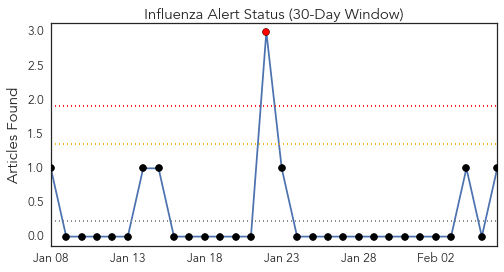 Influenza Alert Status (30-Day Window)
Articles Found
3.0
2.5
2.0
1.5
1.0
0.5
0.0
Jan 08 Jan 13 Jan 18 Jan 23 Jan 28 Feb 02